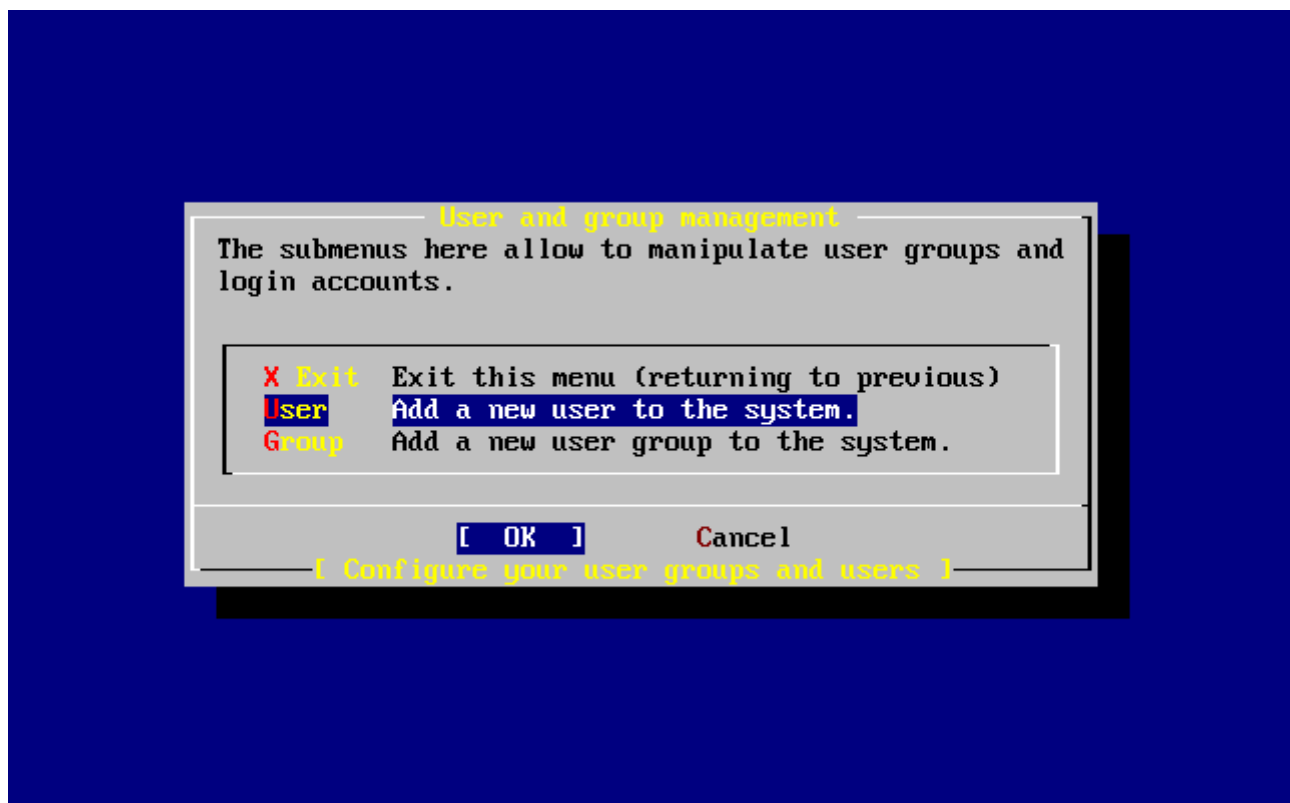 User and group management
The submenus here allow to manipulate user groups and
login accounts.
X Exit Exit this menu (returning to previous)
User Add a new user to the system.
Group Add a new user group to the system.
[ OK ] Cancel
[ Configure your user groups and users ]